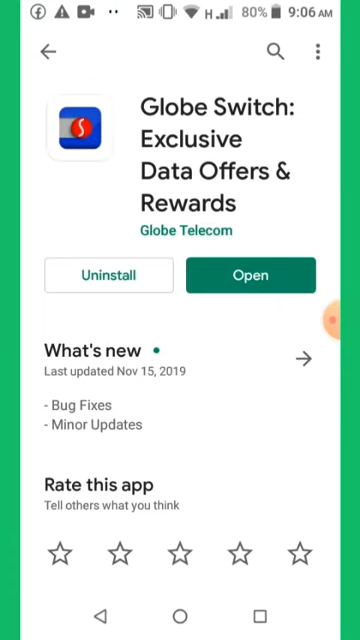 H 80% 9:06 AM
Globe Switch:
Exclusive
Data Offers &
Rewards
Globe Telecom
Uninstall Open
What's new
Last updated Nov 15, 2019
- Bug Fixes
- Minor Updates
Rate this app
Tell others what you think